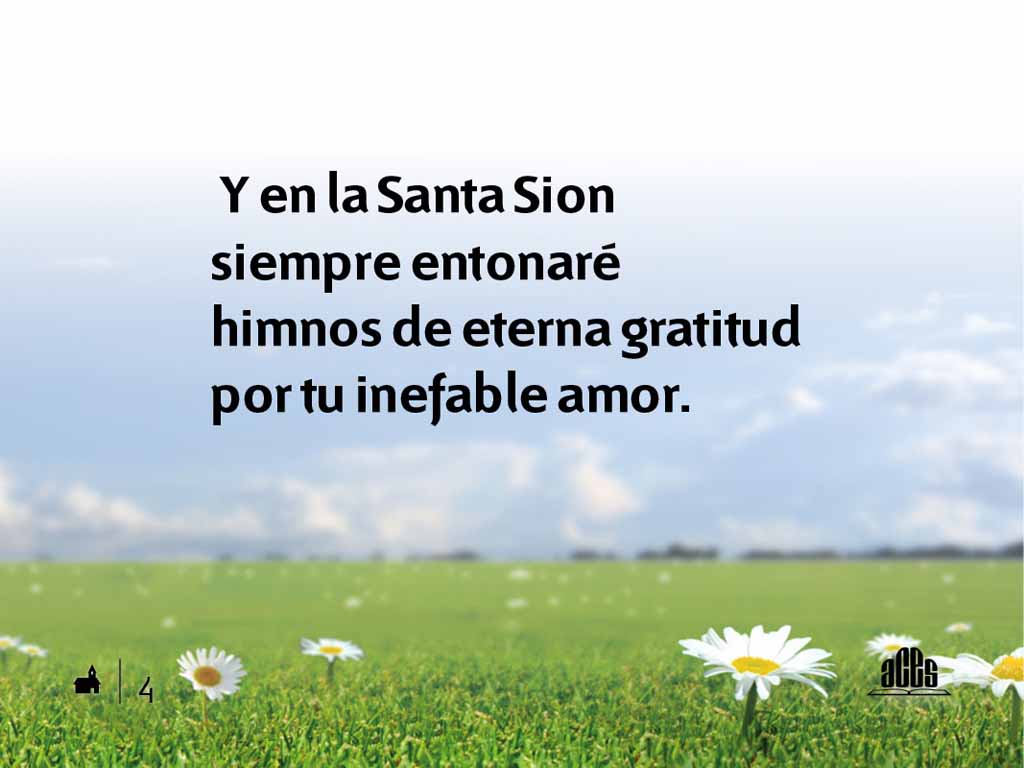 Y en la Santa Sion
siempre entonaré
himnos de eterna gratitud
por tu inefable amor.
4
aces